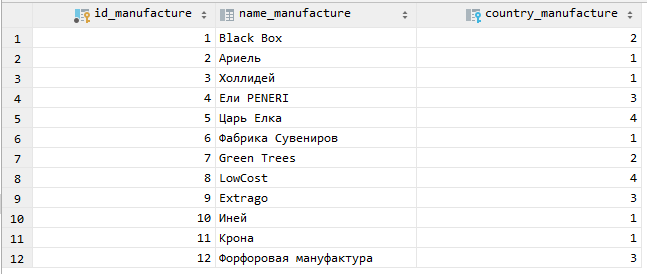 id_manufacture name_manufacture country_manufacture
1 1 Black Box 2
2 2 Ариель 1
3 3 Холлидей 1
4 4 Ели PENERI 3
5 5 Царь Елка 4
6 6 Фабрика Сувениров 1
7 7 Green Trees 2
8 8 LowCost 4
9 9 Extrago 3
10 10 Иней 1
11 11 Крона 1
12 12 Форфоровая мануфактура 3